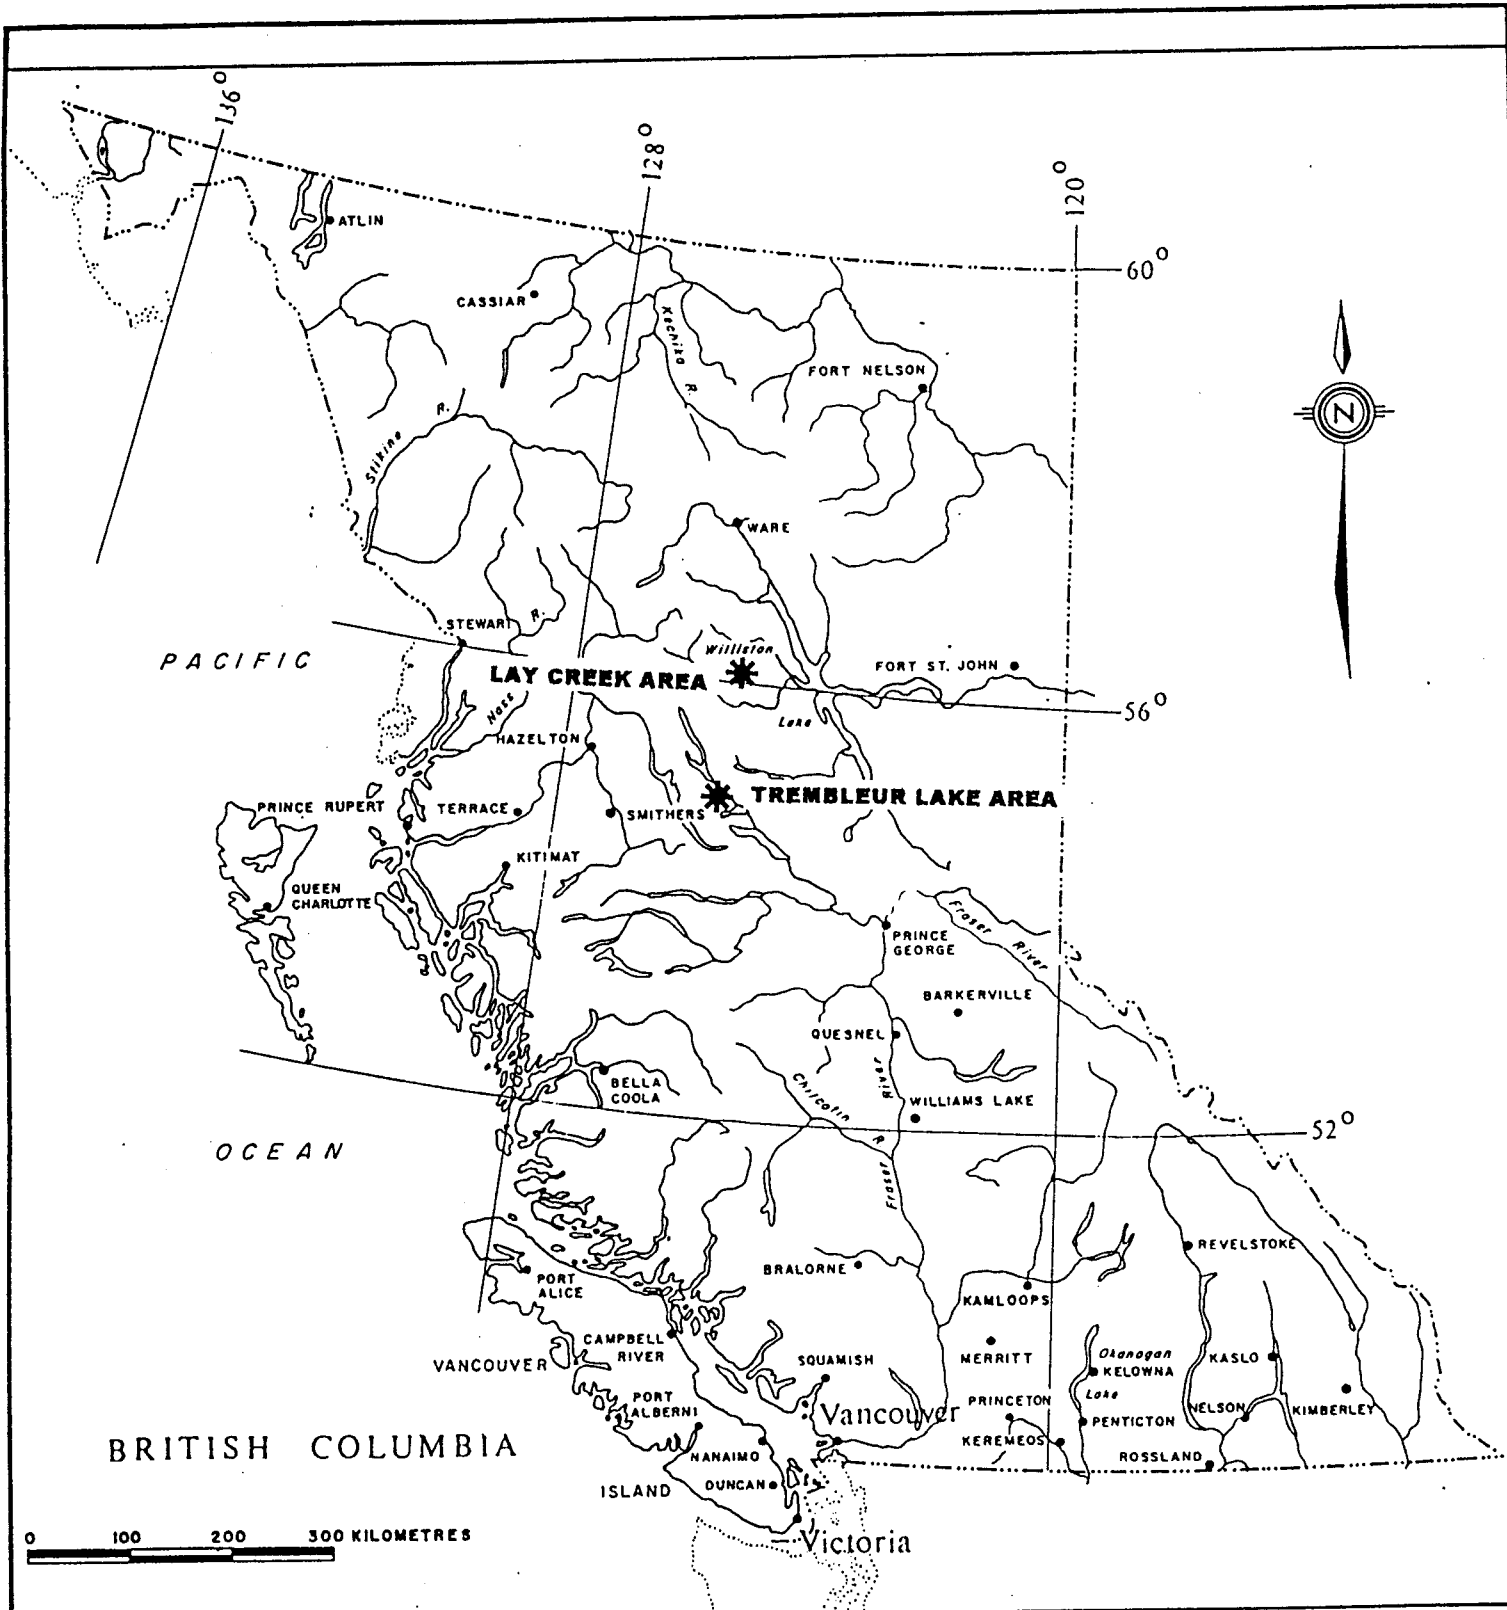 136°
128°
120°
ATLIN
60°
CASSIAR
Kechika R.
FORT NELSON
N
Stikine R.
WARE
STEWART
R.
PACIFIC
Williston
LAY CREEK AREA
FORT ST. JOHN
Nass
Lake
56°
HAZELTON
PRINCE RUPERT
TERRACE
SMITHERS
TREMBLEUR LAKE AREA
KITIMAT
QUEEN
CHARLOTTE
Fraser River
PRINCE
GEORGE
BARKERVILLE
QUESNEL
River
BELLA
COOLA
Chilcotin R
WILLIAMS LAKE
52°
OCEAN
Fraser
REVELSTOKE
BRALORNE
PORT
ALICE
KAMLOOPS
CAMPBELL
RIVER
VANCOUVER
SQUAMISH
MERRITT
Okanagan
KELOWNA
KASLO
PORT
ALBERNI
PRINCETON
Lake
NELSON
KIMBERLEY
Vancouver
PENTICTON
KEREMEOS
BRITISH COLUMBIA
NANAIMO
ROSSLAND
ISLAND
DUNCAN
Victoria
0 100 200 300 KILOMETRES